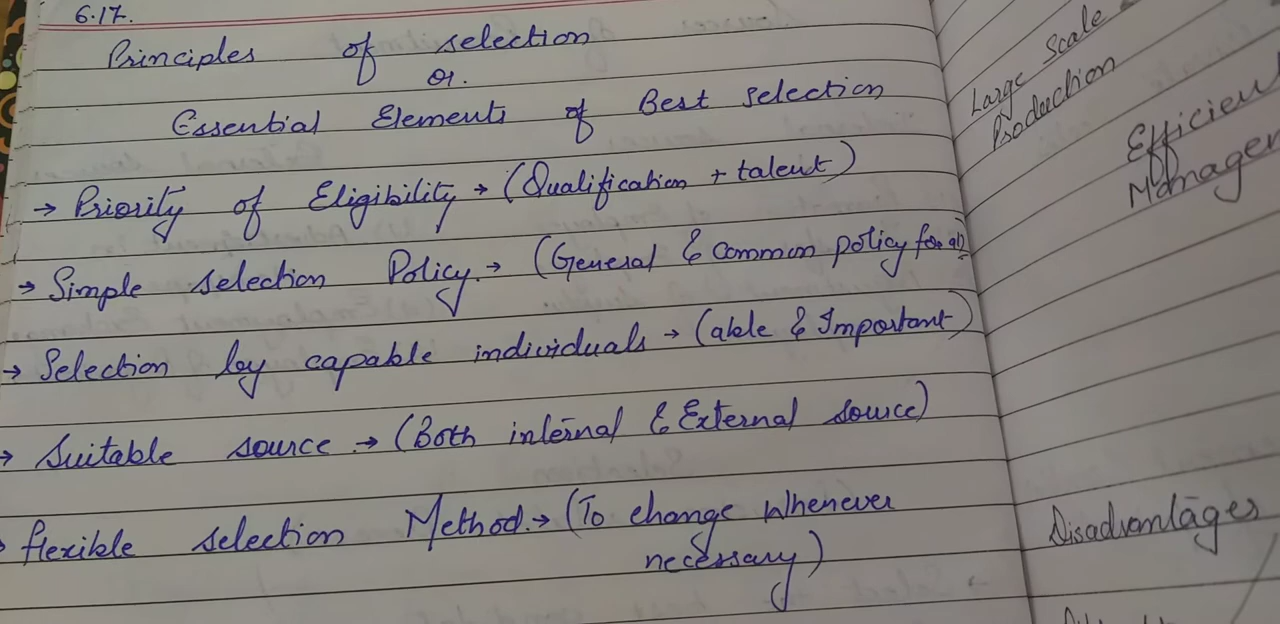 6.17.
Principles of selection
or.
Essential Elements of Best selection
→ Priority of Eligibility → (Qualification + talent)
→ Simple selection Policy. → (General & Common policy for all)
→ Selection by capable individuals → (able & Important)
→ Suitable source → (Both internal & External source)
→ flexible selection Method. → (To change whenever
necessary)
Large Scale
Production
Manager
Disadvantages